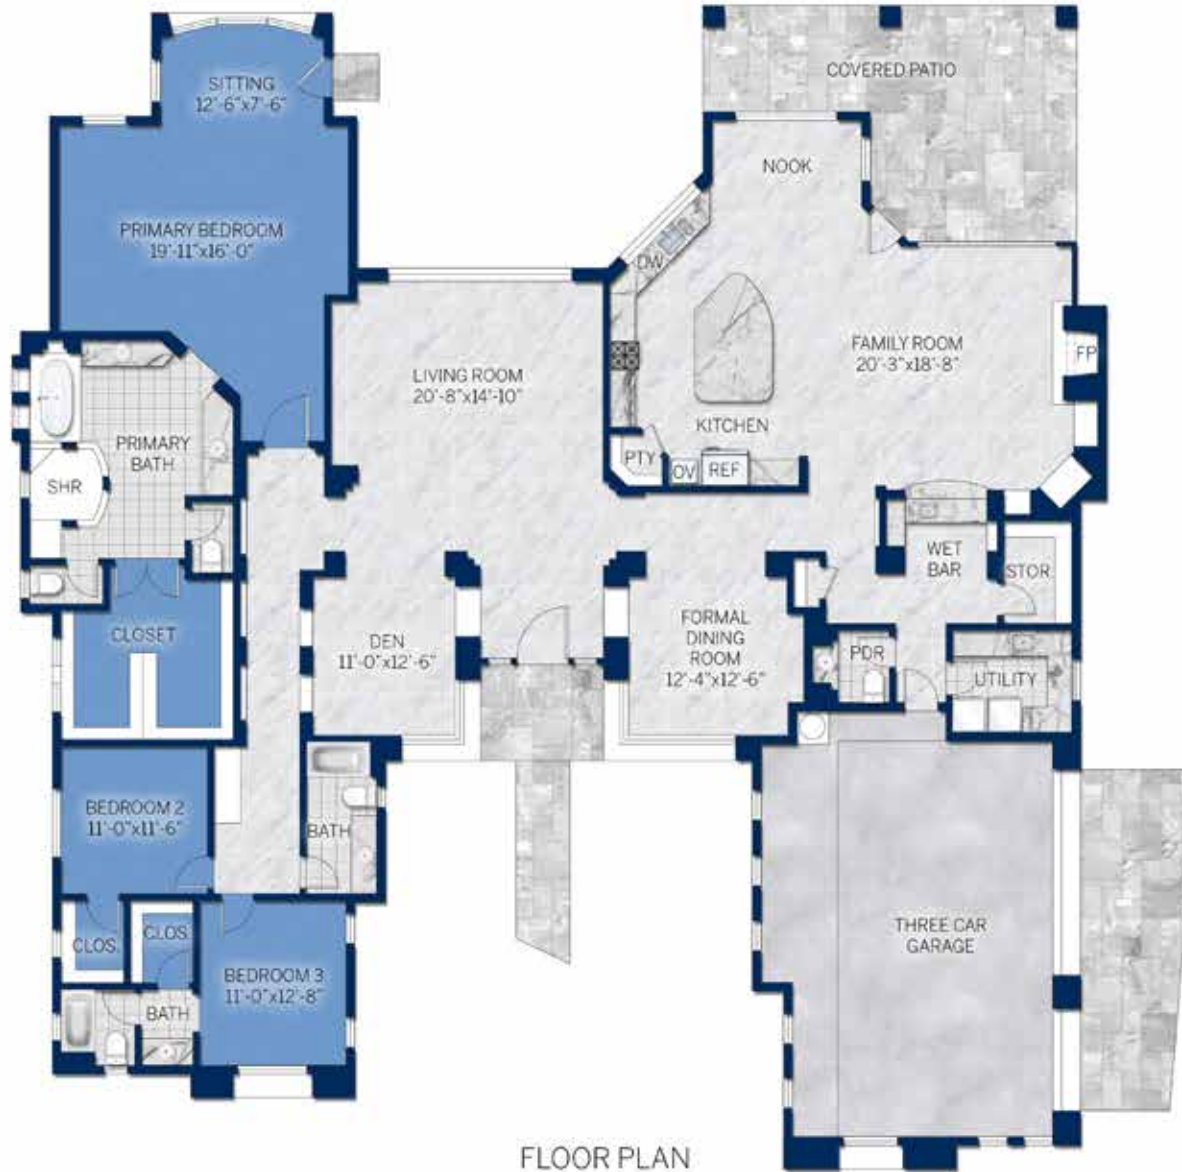 SITTING
12'-6"x7'-6"
COVERED PATIO
NOOK
PRIMARY BEDROOM
19'-11"x16'-0"
DW
FAMILY ROOM
20'-3"x18'-8"
FP
LIVING ROOM
20'-8"x14'-10"
KITCHEN
PRIMARY
BATH
PTY
OV
REF
SHR
WET
BAR
STOR.
CLOSET
DEN
11'-0"x12'-6"
FORMAL
DINING
ROOM
12'-4"x12'-6"
PDR
UTILITY
BEDROOM 2
11'-0"x11'-6"
BATH
CLOS.
CLOS.
THREE CAR
GARAGE
BEDROOM 3
11'-0"x12'-8"
BATH
FLOOR PLAN